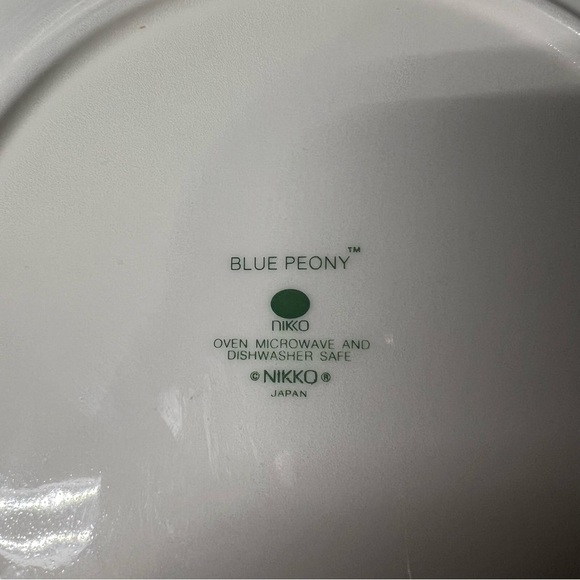 BLUE PEONY™
nikko
OVEN MICROWAVE AND
DISHWASHER SAFE
© NIKKO ®
JAPAN